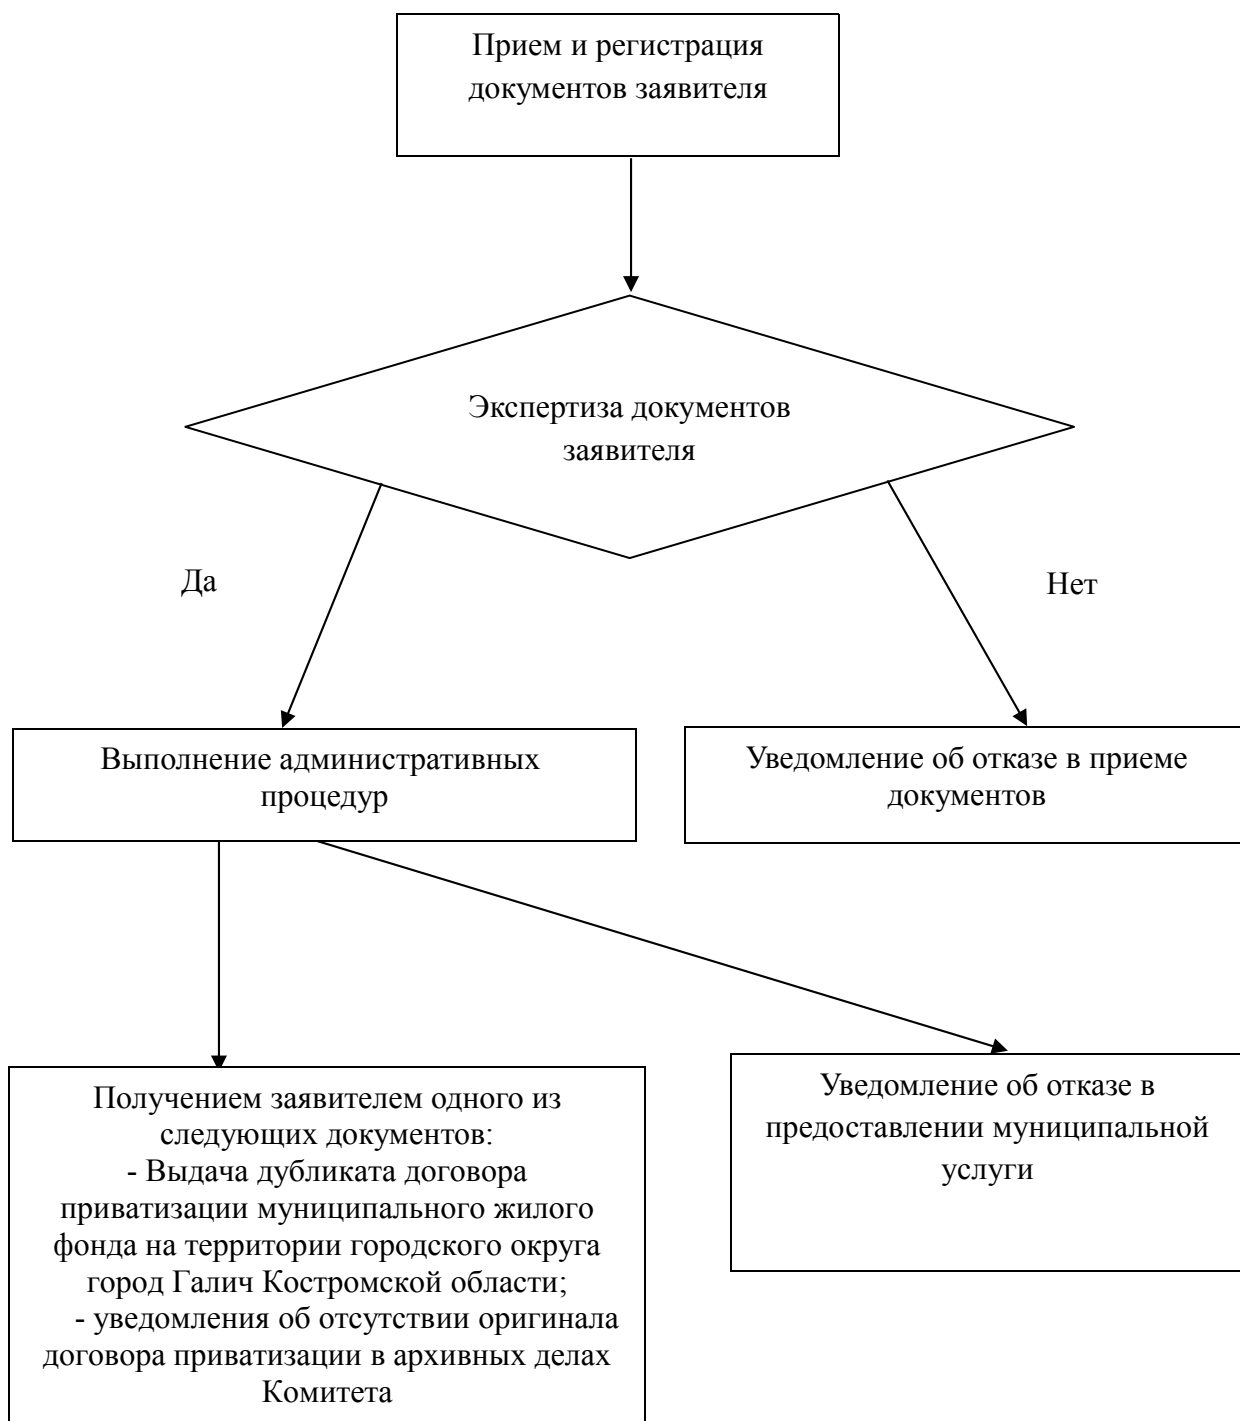 Прием и регистрация
документов заявителя
Экспертиза документов
заявителя
Да
Нет
Выполнение административных
процедур
Уведомление об отказе в приеме
документов
Получением заявителем одного из
следующих документов:
- Выдача дубликата договора
приватизации муниципального жилого
фонда на территории городского округа
город Галич Костромской области;
- уведомления об отсутствии оригинала
договора приватизации в архивных делах
Комитета
Уведомление об отказе в
предоставлении муниципальной
услуги